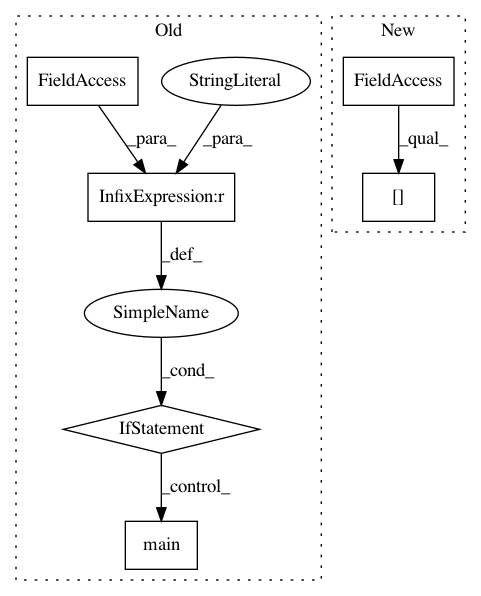 Old
New
FieldAccess
StringLiteral
FieldAccess
_para_
_para_
_qual_
InfixExpression:r
[]
_def_
SimpleName
_cond_
IfStatement
_control_
main